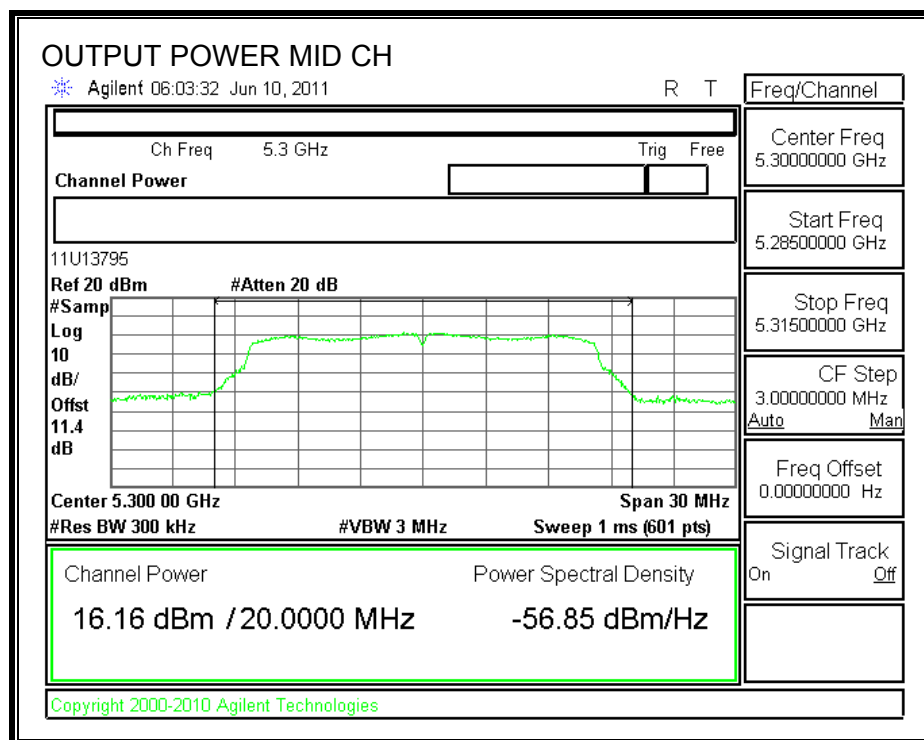 OUTPUT POWER MID CH
Agilent 06:03:32 Jun 10, 2011 R T
Freq/Channel
Ch Freq 5.3 GHz Trig Free
Channel Power
11U13795
Ref 20 dBm #Atten 20 dB
#Samp
Log
10
dB/
Offst
11.4
dB
Center 5.300 00 GHz Span 30 MHz
#Res BW 300 kHz #VBW 3 MHz Sweep 1 ms (601 pts)
Channel Power Power Spectral Density
16.16 dBm / 20.0000 MHz -56.85 dBm/Hz
Copyright 2000-2010 Agilent Technologies
Center Freq
5.30000000 GHz
Start Freq
5.28500000 GHz
Stop Freq
5.31500000 GHz
CF Step
3.00000000 MHz
Auto Man
Freq Offset
0.00000000 Hz
Signal Track
On Off